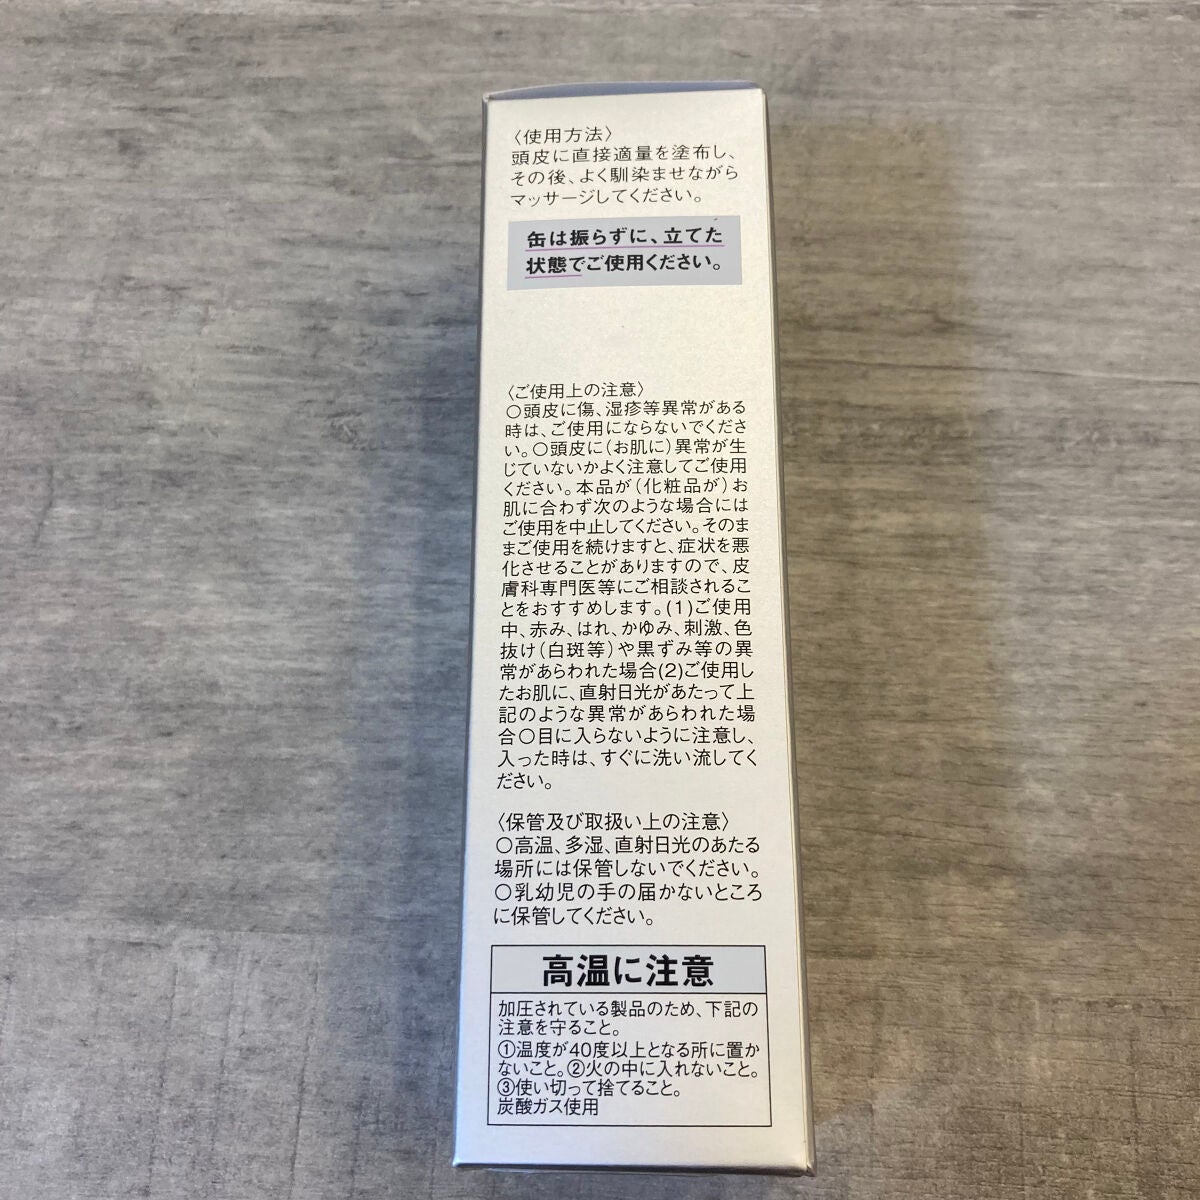 〈使用方法〉
頭皮に直接適量を塗布し、
その後、よく馴染ませながら
マッサージしてください。
缶は振らずに、立てた
状態でご使用ください。
〈ご使用上の注意〉
○頭皮に傷、湿疹等異常がある
時は、ご使用にならないでくださ
い。○頭皮に(お肌に)異常が生
じていないかよく注意してご使用
ください。本品が(化粧品が)お
肌に合わず次のような場合には
ご使用を中止してください。そのま
まご使用を続けますと、症状を悪
化させることがありますので、皮
膚科専門医等にご相談されるこ
とをおすすめします。(1)ご使用
中、赤み、はれ、かゆみ、刺激、色
抜け(白斑等)や黒ずみ等の異
常があらわれた場合(2)ご使用し
たお肌に、直射日光があたって上
記のような異常があらわれた場
合○目に入らないように注意し、
入った時は、すぐに洗い流してく
ださい。
〈保管及び取扱い上の注意〉
○高温、多湿、直射日光のあたる
場所には保管しないでください。
○乳幼児の手の届かないところ
に保管してください。
高温に注意
加圧されている製品のため、下記の
注意を守ること。
①温度が40度以上となる所に置か
ないこと。②火の中に入れないこと。
③使い切って捨てること。
炭酸ガス使用